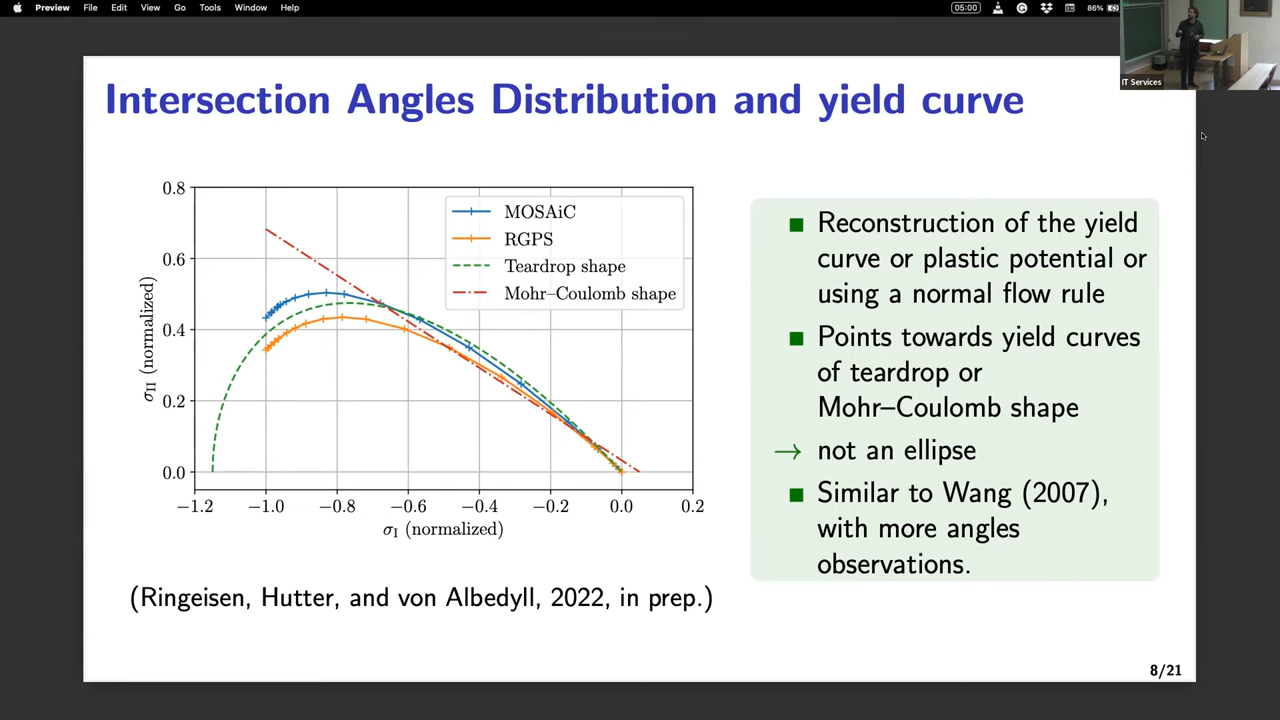 Preview File Edit View Go Tools Window Help 05:00 86%
IT Services
Intersection Angles Distribution and yield curve
0.8
0.6
0.4
0.2
0.0
σII (normalized)
MOSAiC
RGPS
Teardrop shape
Mohr–Coulomb shape
−1.2 −1.0 −0.8 −0.6 −0.4 −0.2 0.0 0.2
σI (normalized)
(Ringeisen, Hutter, and von Albedyll, 2022, in prep.)
■ Reconstruction of the yield
curve or plastic potential or
using a normal flow rule
■ Points towards yield curves
of teardrop or
Mohr–Coulomb shape
→ not an ellipse
■ Similar to Wang (2007),
with more angles
observations.
8/21